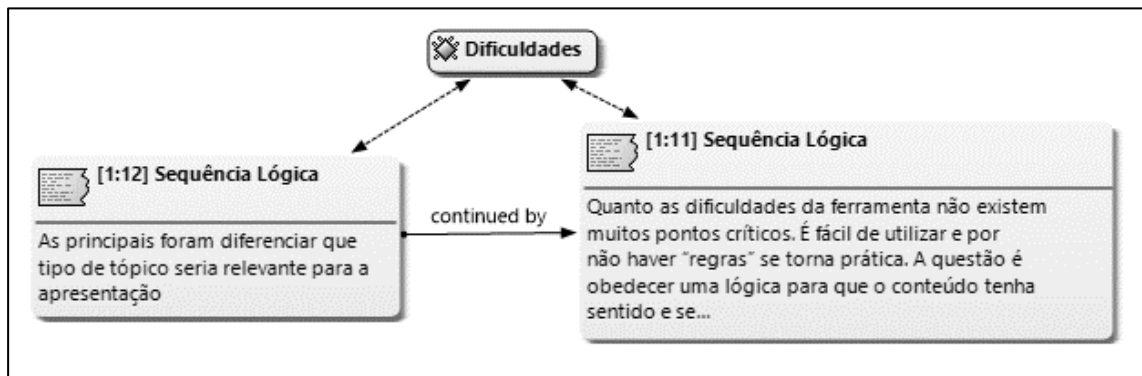 Dificuldades
[1:12] Sequência Lógica
As principais foram diferenciar que
tipo de tópico seria relevante para a
apresentação
continued by
[1:11] Sequência Lógica
Quanto as dificuldades da ferramenta não existem
muitos pontos críticos. É fácil de utilizar e por
não haver “regras” se torna prática. A questão é
obedecer uma lógica para que o conteúdo tenha
sentido e se...